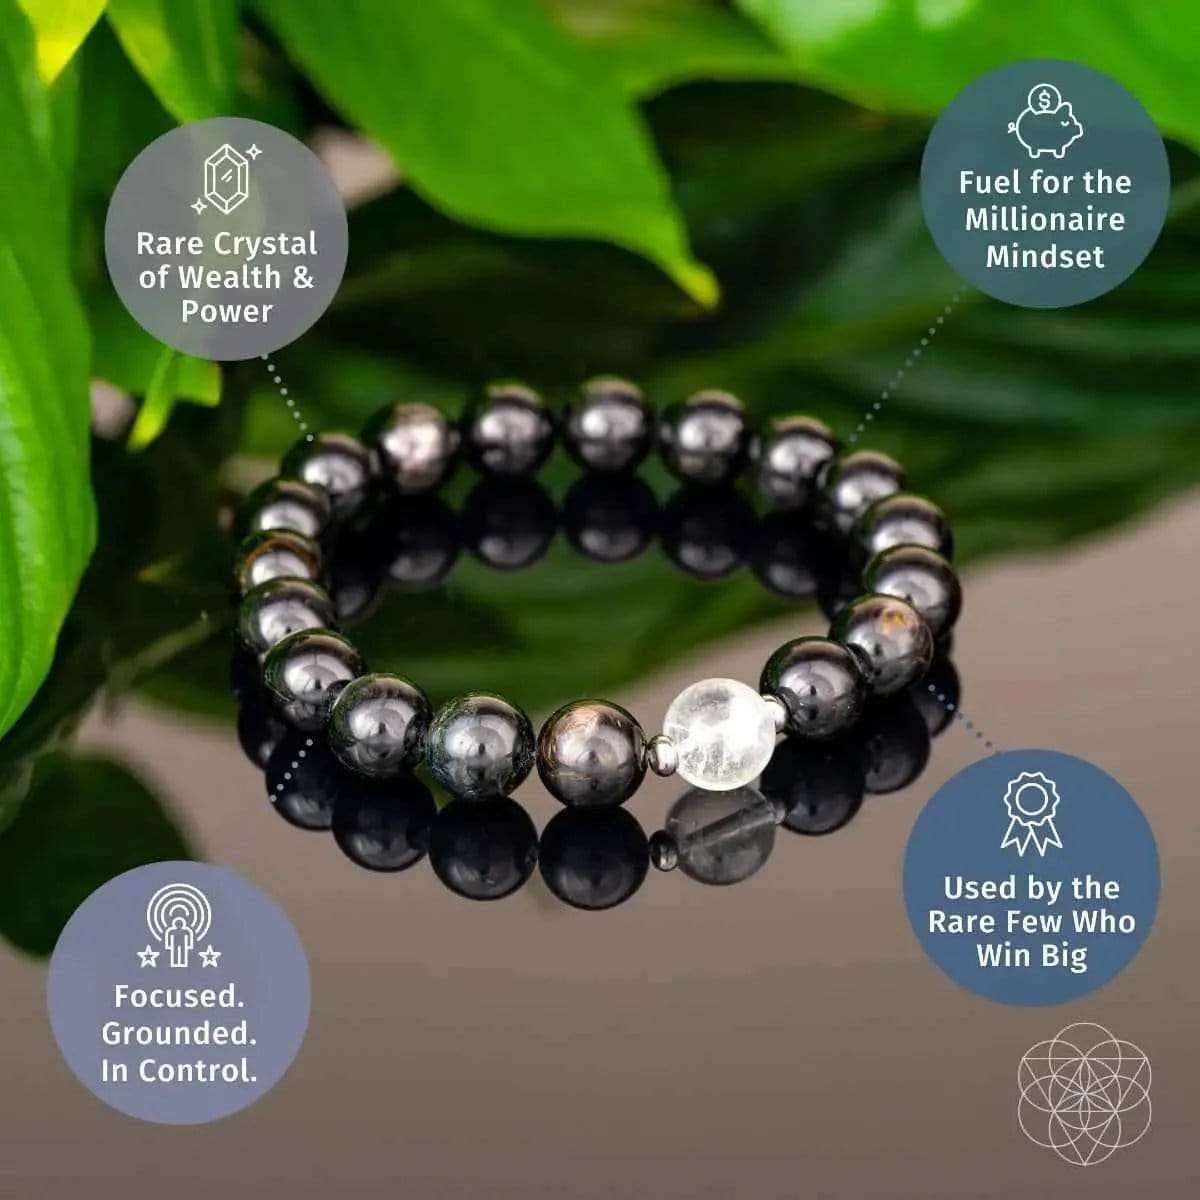 Rare Crystal
of Wealth &
Power
Fuel for the
Millionaire
Mindset
Focused.
Grounded.
In Control.
Used by the
Rare Few Who
Win Big